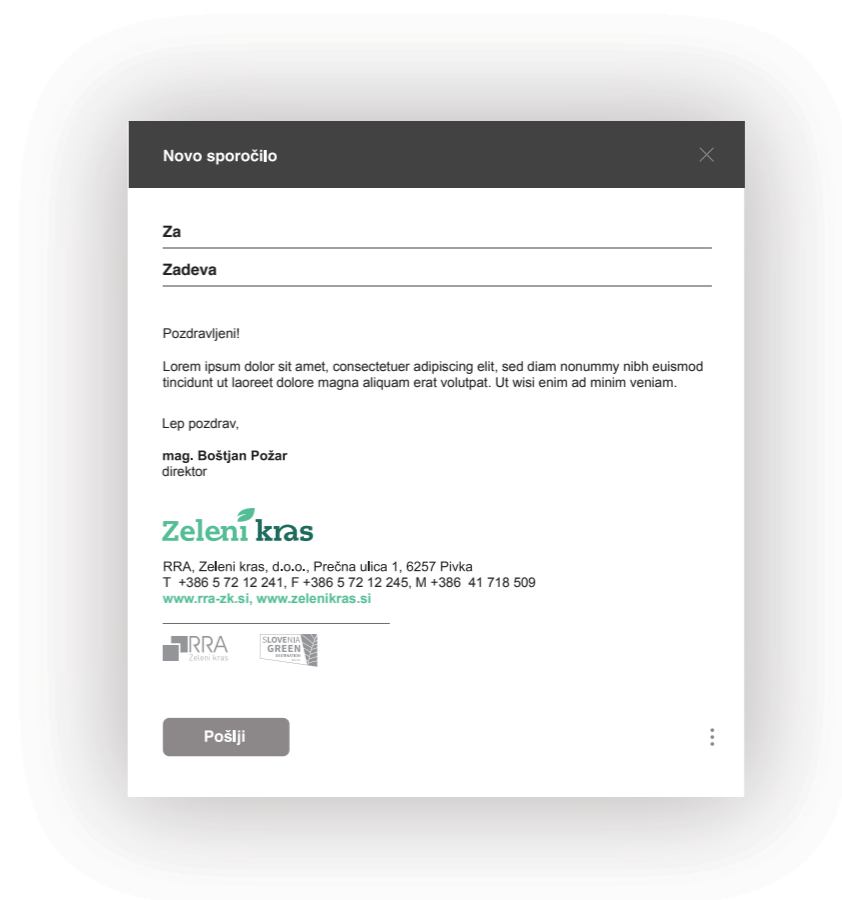 Novo sporočilo
Za
Zadeva
Pozdravljeni!
Lorem ipsum dolor sit amet, consectetuer adipiscing elit, sed diam nonummy nibh euismod
tincidunt ut laoreet dolore magna aliquam erat volutpat. Ut wisi enim ad minim veniam.
Lep pozdrav,
mag. Boštjan Požar
direktor
Zeleni kras
RRA, Zeleni kras, d.o.o., Prečna ulica 1, 6257 Pivka
T +386 5 72 12 241, F +386 5 72 12 245, M +386 41 718 509
www.rra-zk.si, www.zelenikras.si
RRA
Zeleni kras
SLOVENIA
GREEN
DESTINATION
Pošlji